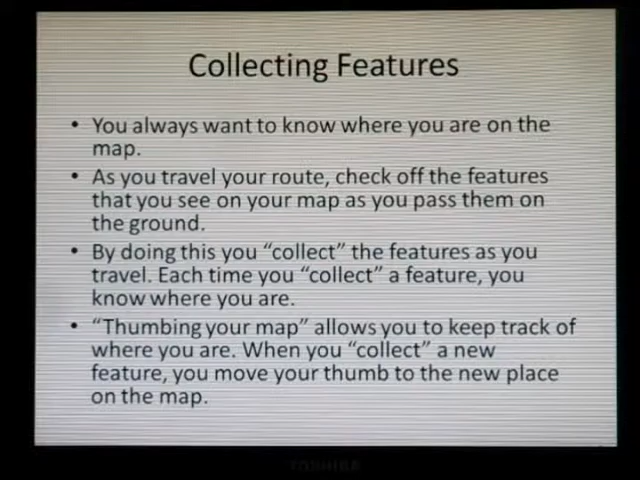 Collecting Features
• You always want to know where you are on the
map.
• As you travel your route, check off the features
that you see on your map as you pass them on
the ground.
• By doing this you “collect” the features as you
travel. Each time you “collect” a feature, you
know where you are.
• “Thumbing your map” allows you to keep track of
where you are. When you “collect” a new
feature, you move your thumb to the new place
on the map.
TOSHIBA